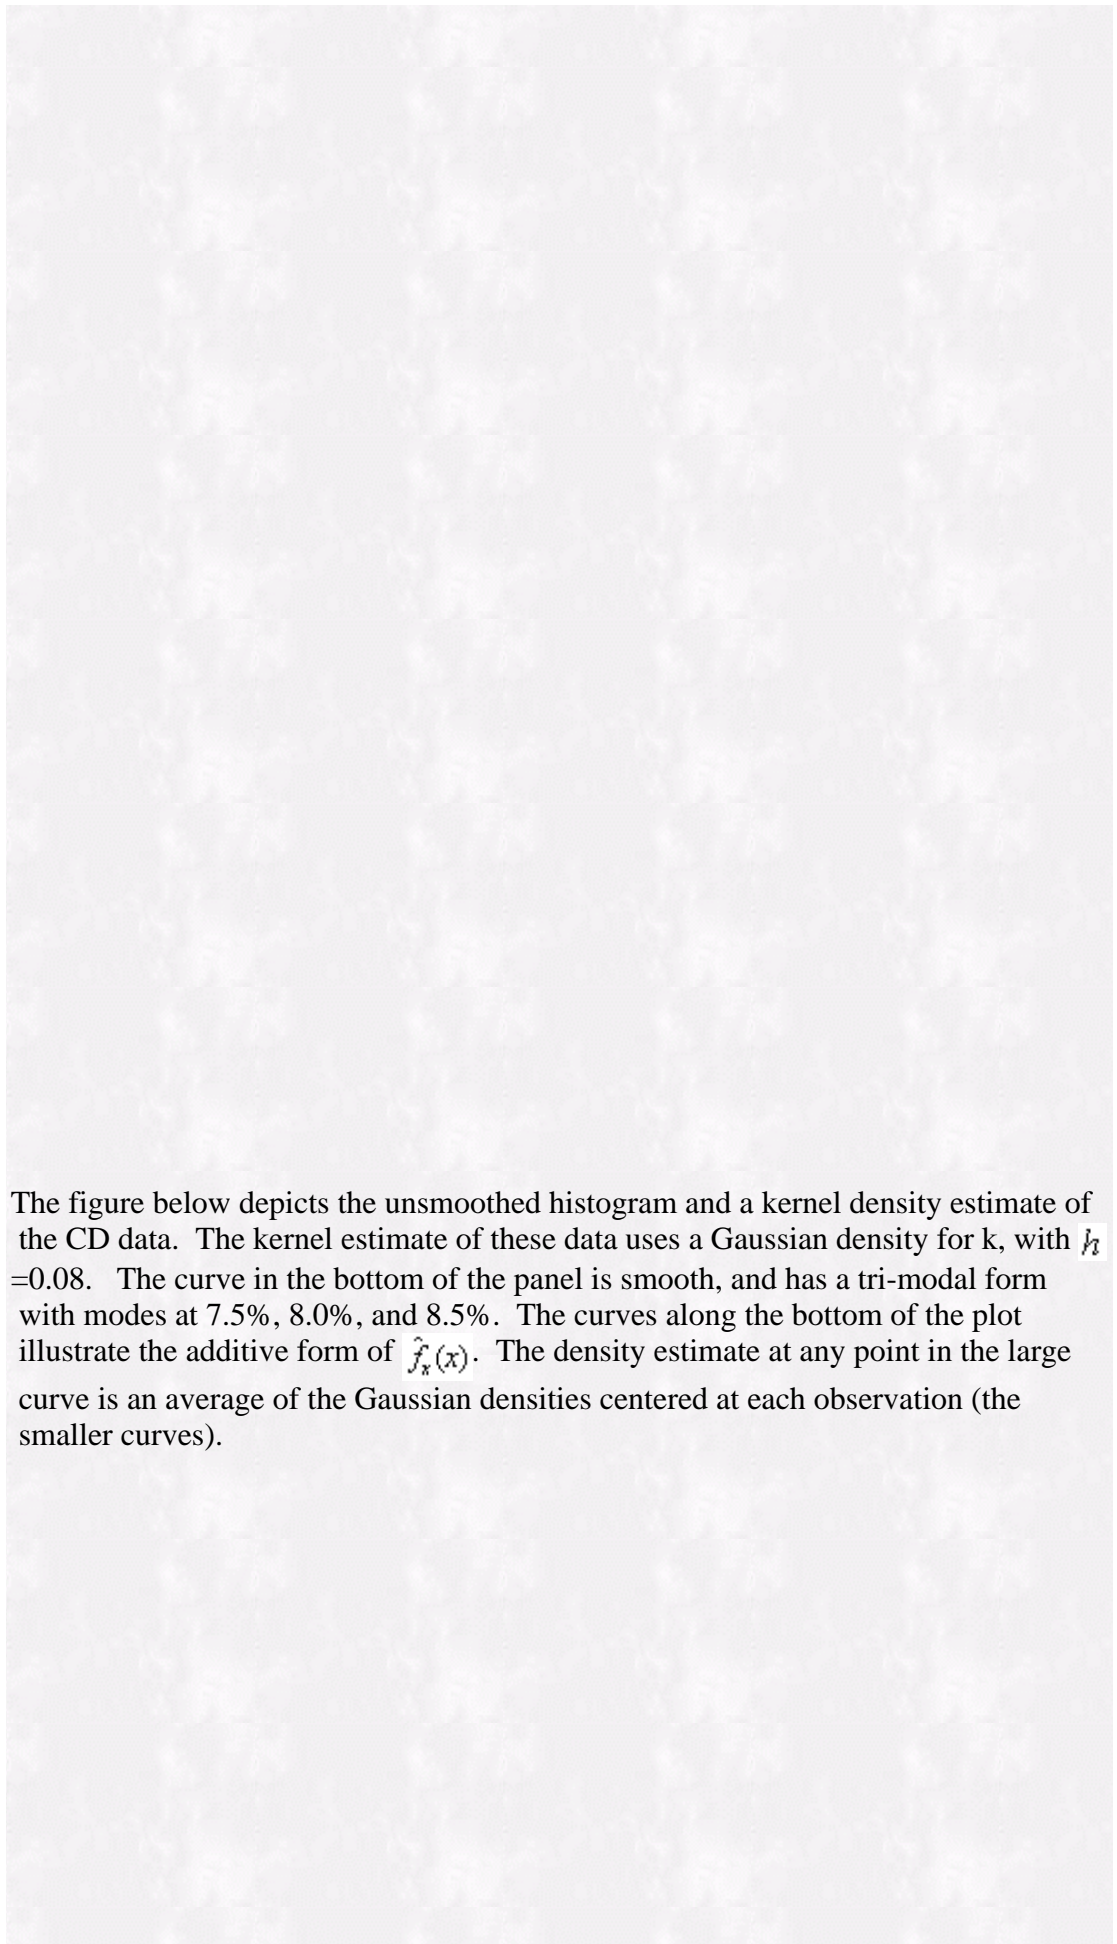 The figure below depicts the unsmoothed histogram and a kernel density estimate of
the CD data.  The kernel estimate of these data uses a Gaussian density for k, with h
=0.08.   The curve in the bottom of the panel is smooth, and has a tri-modal form
with modes at 7.5%, 8.0%, and 8.5%.  The curves along the bottom of the plot
illustrate the additive form of f̂ₓ(x).  The density estimate at any point in the large
curve is an average of the Gaussian densities centered at each observation (the
smaller curves).